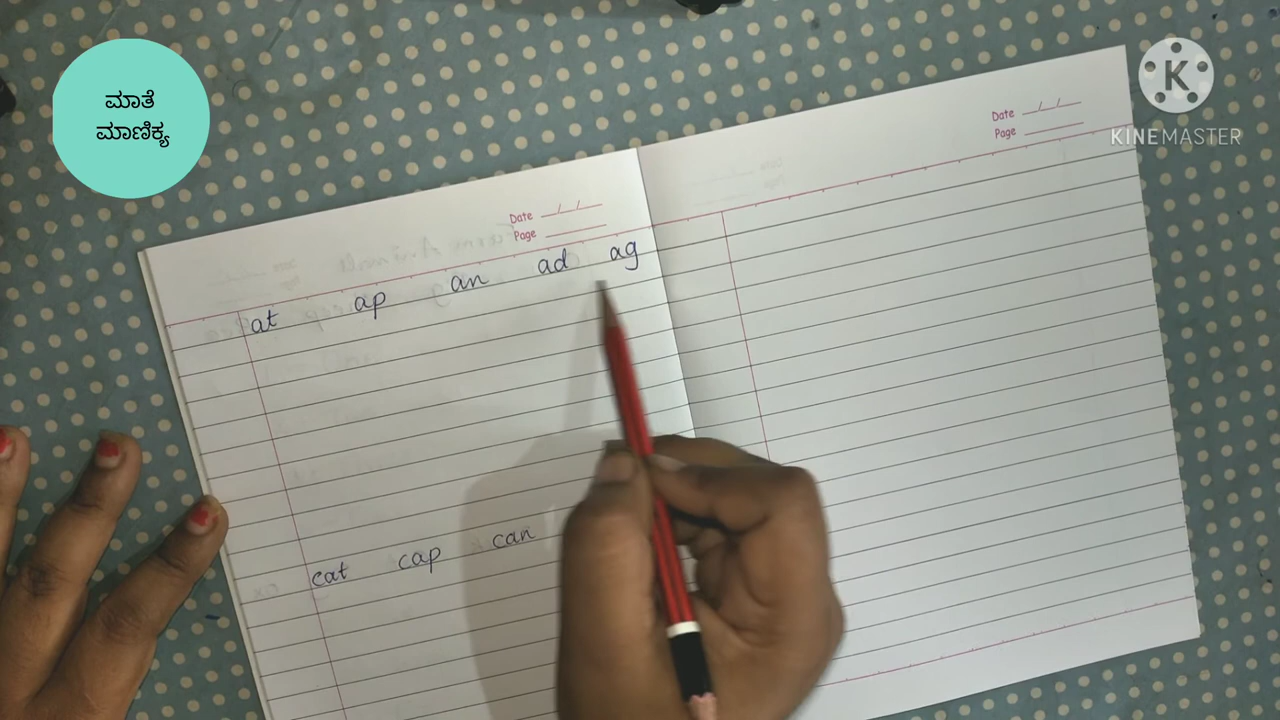 ಮಾತೆ
ಮಾಣಿಕ್ಯ
K
KINEMASTER
Date
Page
Date
Page
at ap an ad ag
cat cap can